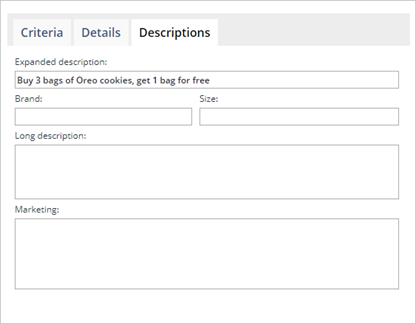 Criteria Details Descriptions
Expanded description:
Buy 3 bags of Oreo cookies, get 1 bag for free
Brand: Size:
Long description:
Marketing: